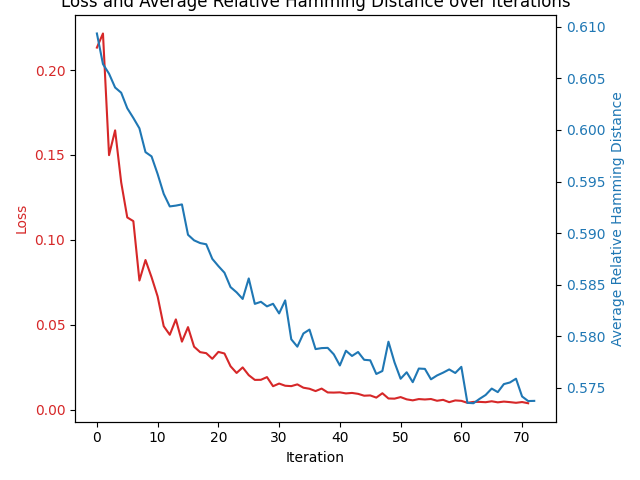 Loss and Average Relative Hamming Distance over Iterations
0.610
0.605
0.600
0.595
0.590
0.585
0.580
0.575
0.20
0.15
0.10
0.05
0.00
Loss
Average Relative Hamming Distance
0 10 20 30 40 50 60 70
Iteration